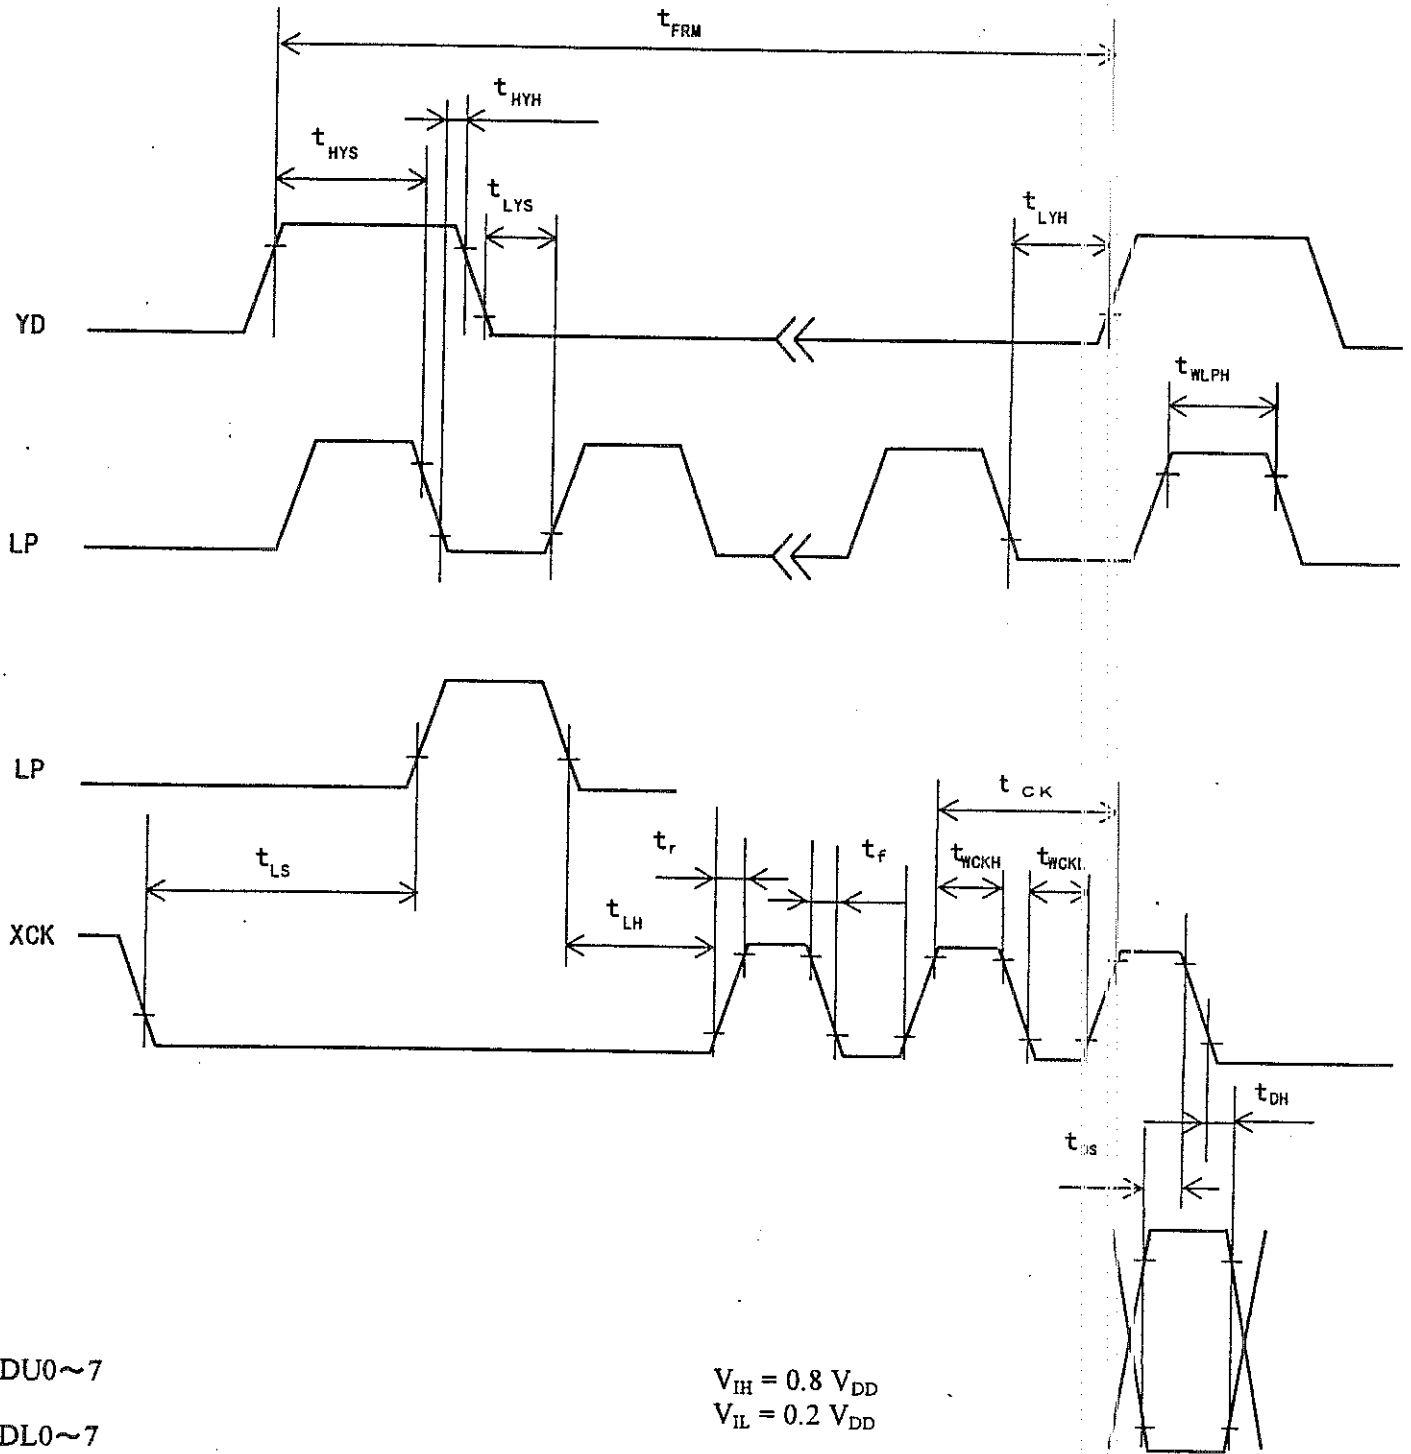 tFRM
tHYH
tHYS
tLYS
tLYH
YD
tWLPH
LP
LP
tCK
tr
tf
tWCKH
tWCKL
tLS
tLH
XCK
tDH
tDS
DU0～7
VIH = 0.8 VDD
VIL = 0.2 VDD
DL0～7